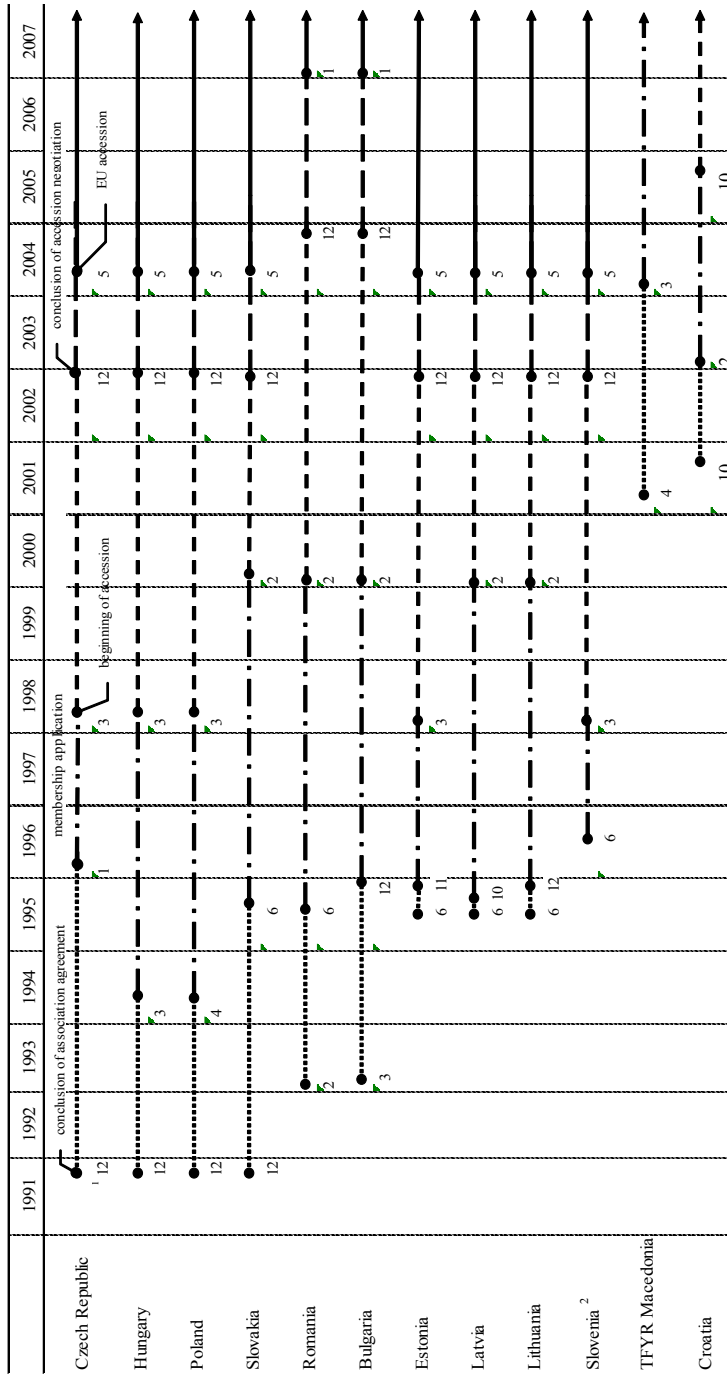 1991 1992 1993 1994 1995 1996 1997 1998 1999 2000 2001 2002 2003 2004 2005 2006 2007
conclusion of association agreement membership application conclusion of accession negotiation
Czech Republic
beginning of accession EU accession
1 12 1 3 12 5
Hungary
12 3 3 12 5
Poland
12 4 3 12 5
Slovakia
12 6 2 12 5
Romania
2 6 2 12 1
Bulgaria
3 12 2 12 1
Estonia
6 11 3 12 5
Latvia
6 10 2 12 5
Lithuania
6 12 2 12 5
Slovenia 2
6 3 12 5
TFYR Macedonia
4 3
Croatia
10 2 10